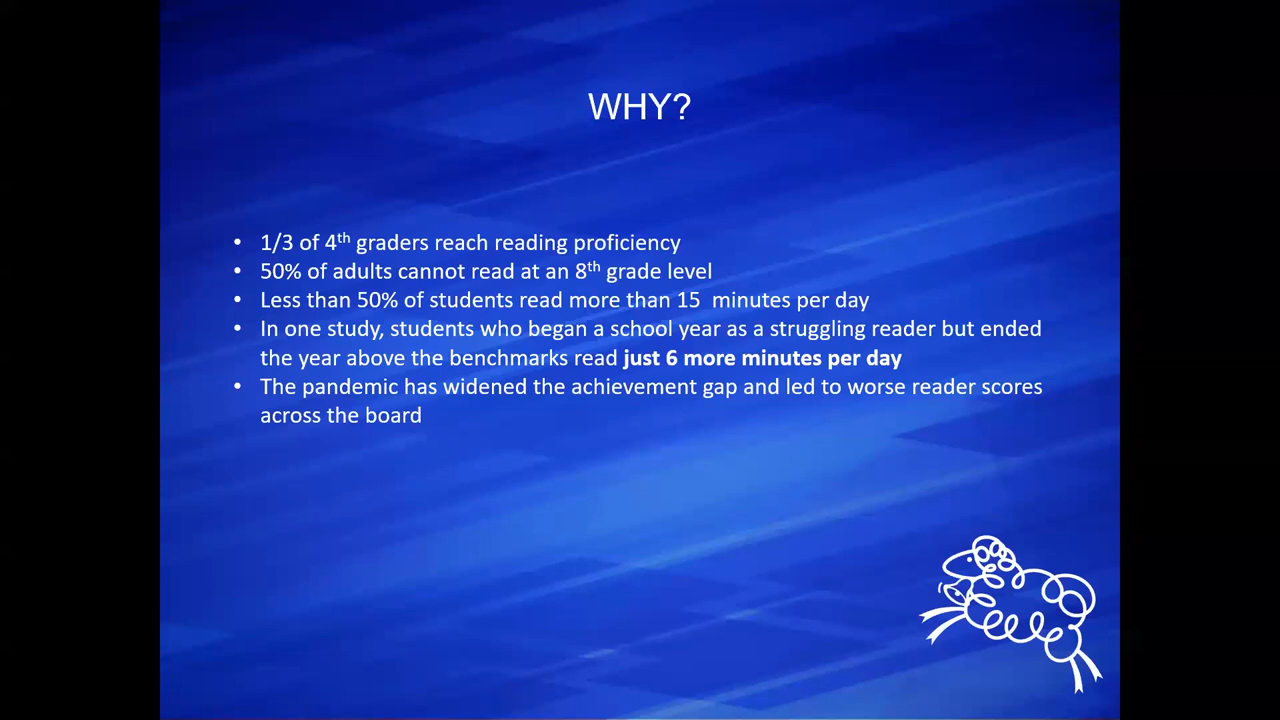 WHY?
• 1/3 of 4th graders reach reading proficiency
• 50% of adults cannot read at an 8th grade level
• Less than 50% of students read more than 15  minutes per day
• In one study, students who began a school year as a struggling reader but ended
the year above the benchmarks read just 6 more minutes per day
• The pandemic has widened the achievement gap and led to worse reader scores
across the board